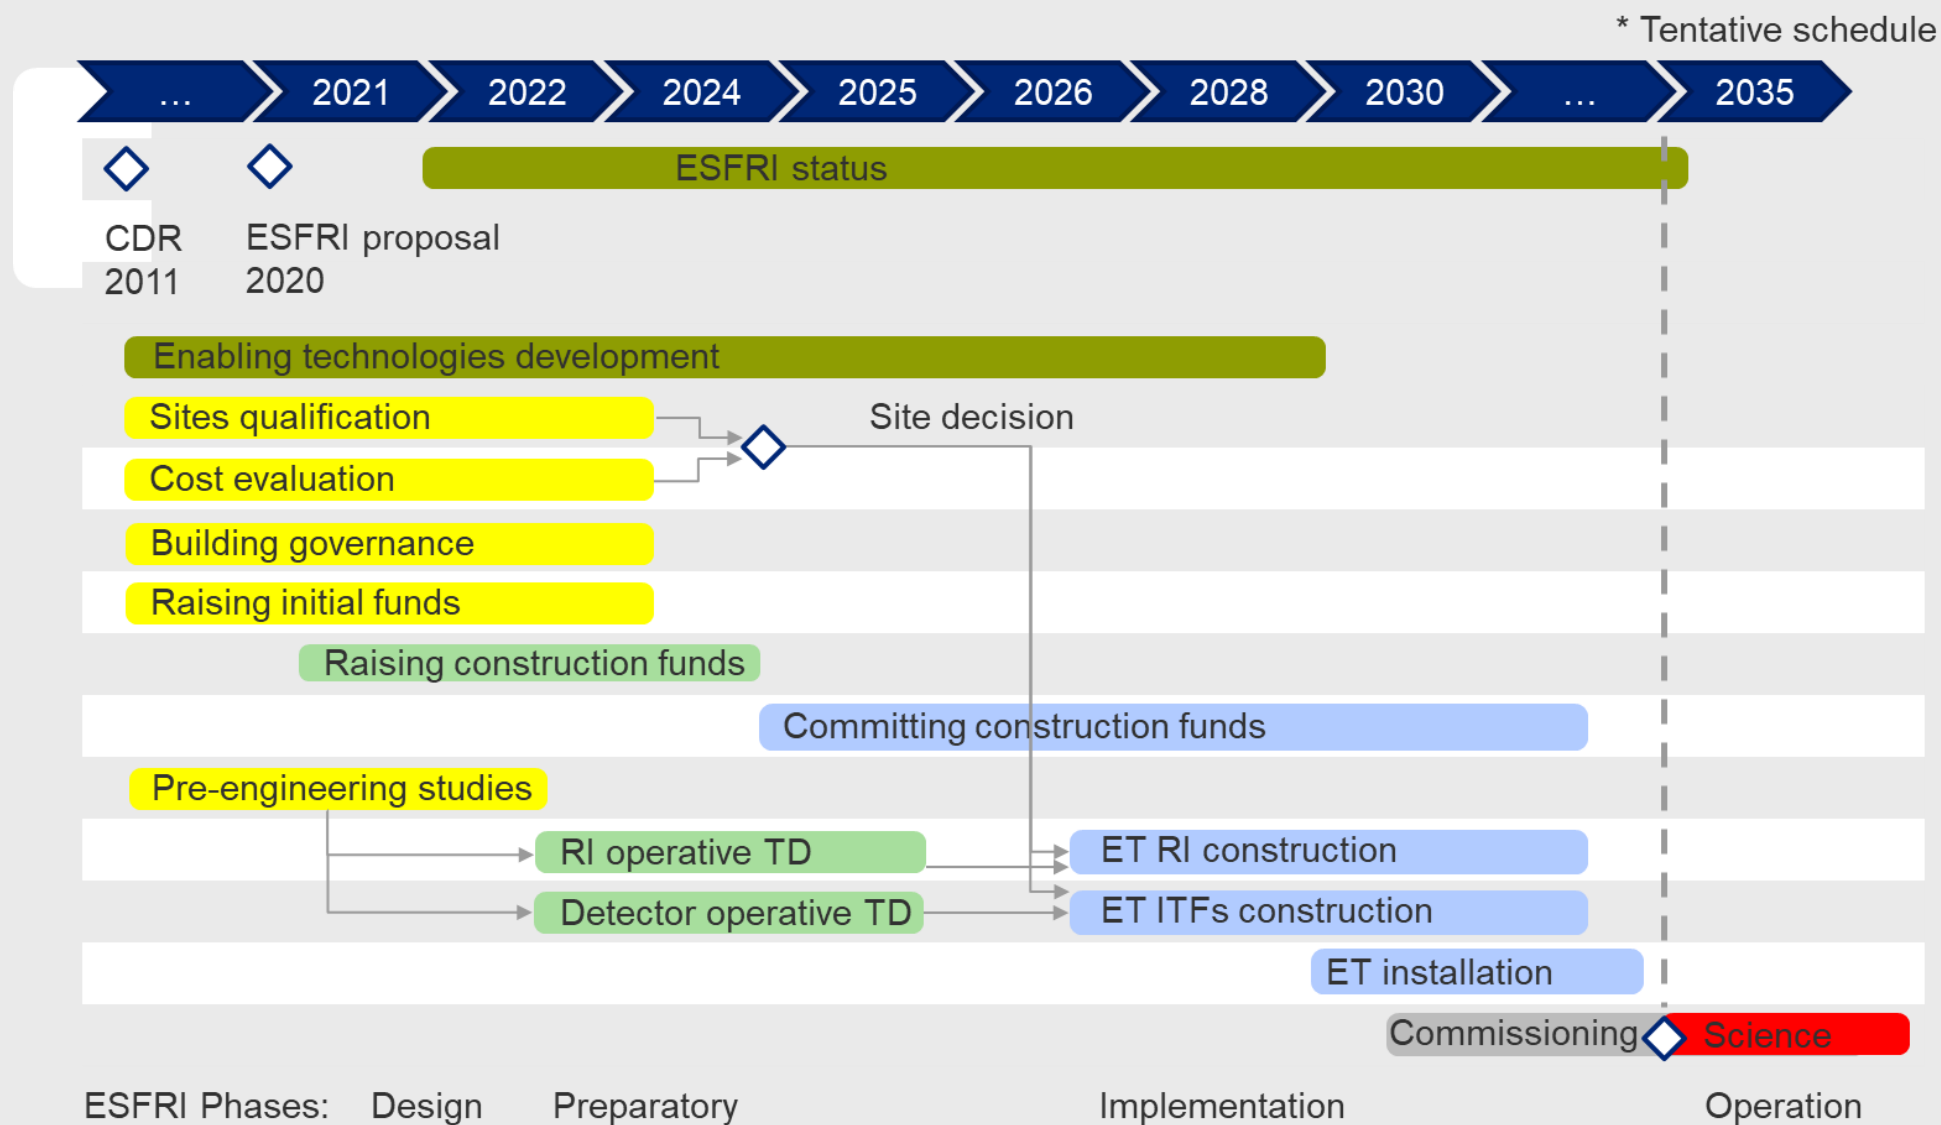 * Tentative schedule
... 2021 2022 2024 2025 2026 2028 2030 ... 2035
ESFRI status
CDR
2011
ESFRI proposal
2020
Enabling technologies development
Sites qualification
Site decision
Cost evaluation
Building governance
Raising initial funds
Raising construction funds
Committing construction funds
Pre-engineering studies
RI operative TD
ET RI construction
Detector operative TD
ET ITFs construction
ET installation
Commissioning
Science
ESFRI Phases: Design Preparatory Implementation Operation